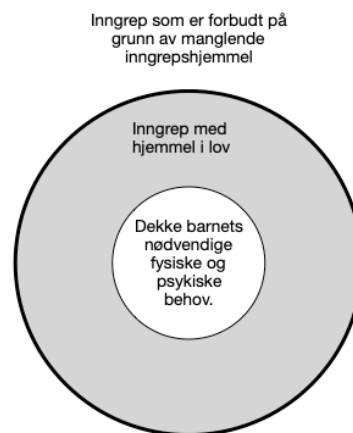 Inngrep som er forbudt på
grunn av manglende
inngrepshjemmel
Inngrep med
hjemmel i lov
Dekke barnets
nødvendige
fysiske og
psykiske
behov.